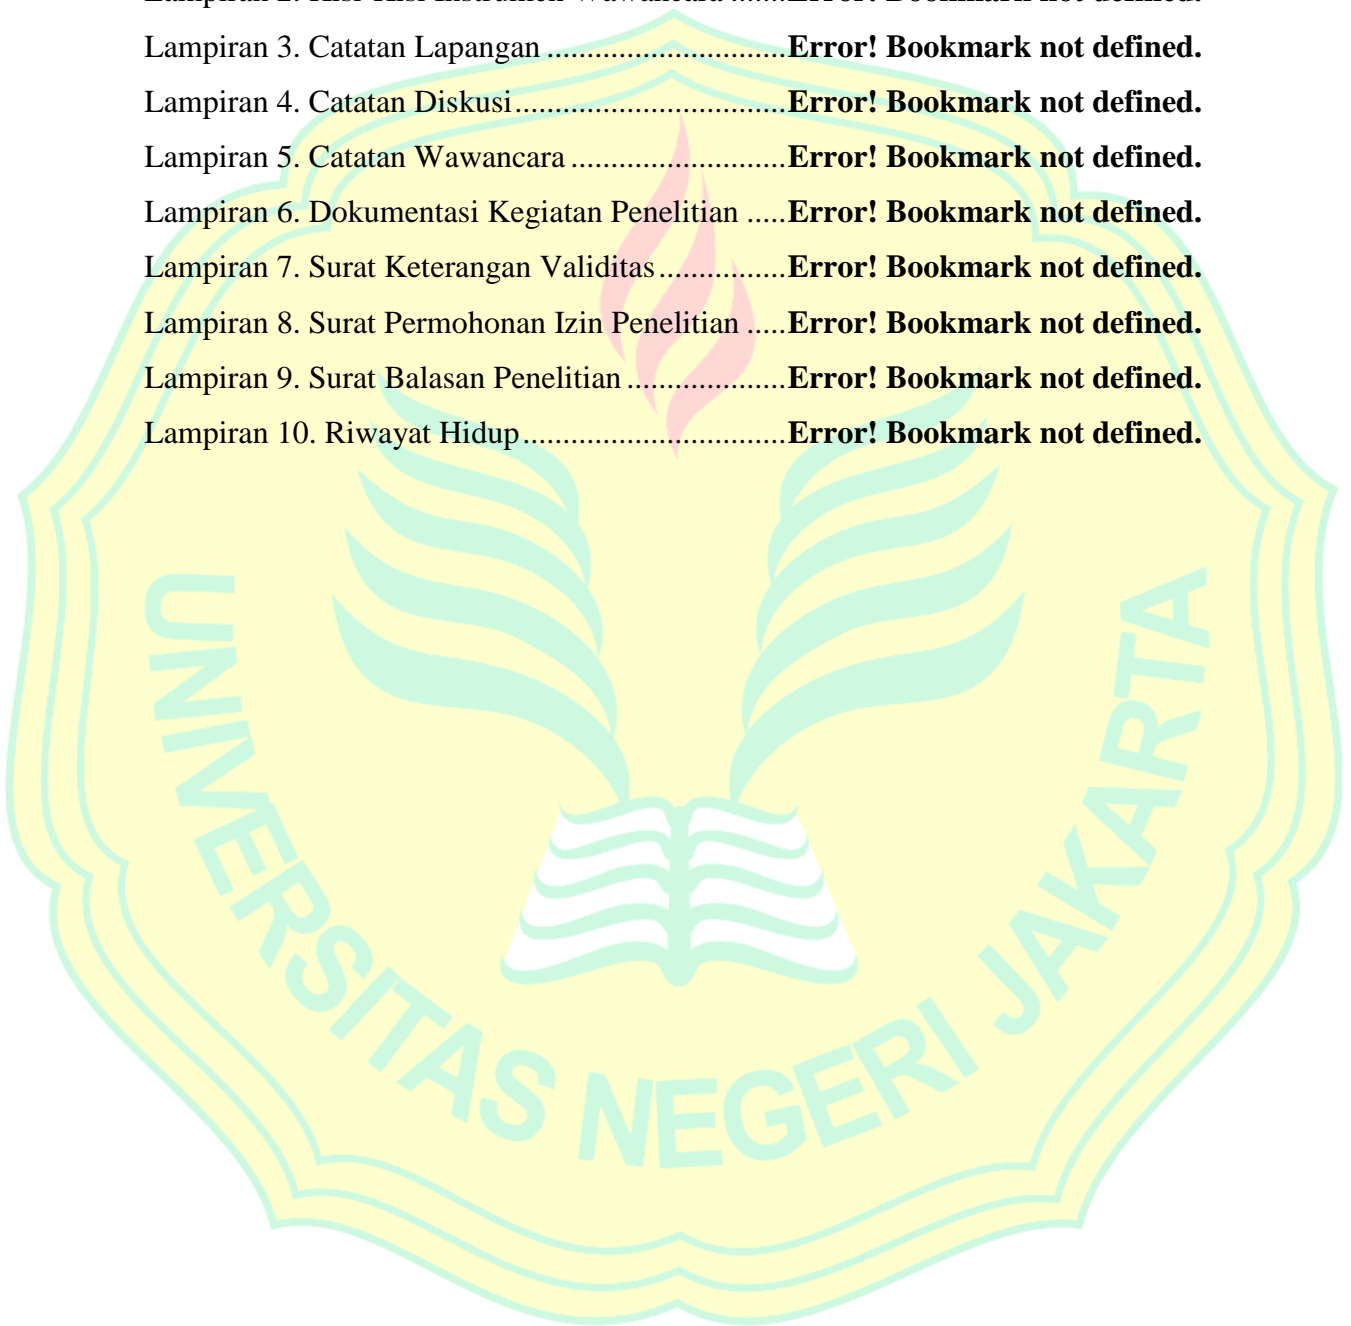 Lampiran 3. Catatan Lapangan ..............................Error! Bookmark not defined.
Lampiran 4. Catatan Diskusi..................................Error! Bookmark not defined.
Lampiran 5. Catatan Wawancara ...........................Error! Bookmark not defined.
Lampiran 6. Dokumentasi Kegiatan Penelitian .....Error! Bookmark not defined.
Lampiran 7. Surat Keterangan Validitas................Error! Bookmark not defined.
Lampiran 8. Surat Permohonan Izin Penelitian .....Error! Bookmark not defined.
Lampiran 9. Surat Balasan Penelitian ....................Error! Bookmark not defined.
Lampiran 10. Riwayat Hidup.................................Error! Bookmark not defined.
UNIVERSITAS NEGERI JAKARTA